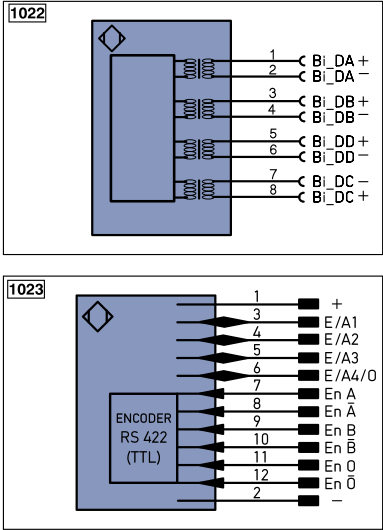 1022
1 Bi_DA+
2 Bi_DA−
3 Bi_DB+
4 Bi_DB−
5 Bi_DD+
6 Bi_DD−
7 Bi_DC−
8 Bi_DC+
1023
1 +
3 E/A1
4 E/A2
5 E/A3
6 E/A4/O
7 En A
8 En A̅
ENCODER
RS 422
(TTL)
9 En B
10 En B̅
11 En O
12 En O̅
2 −